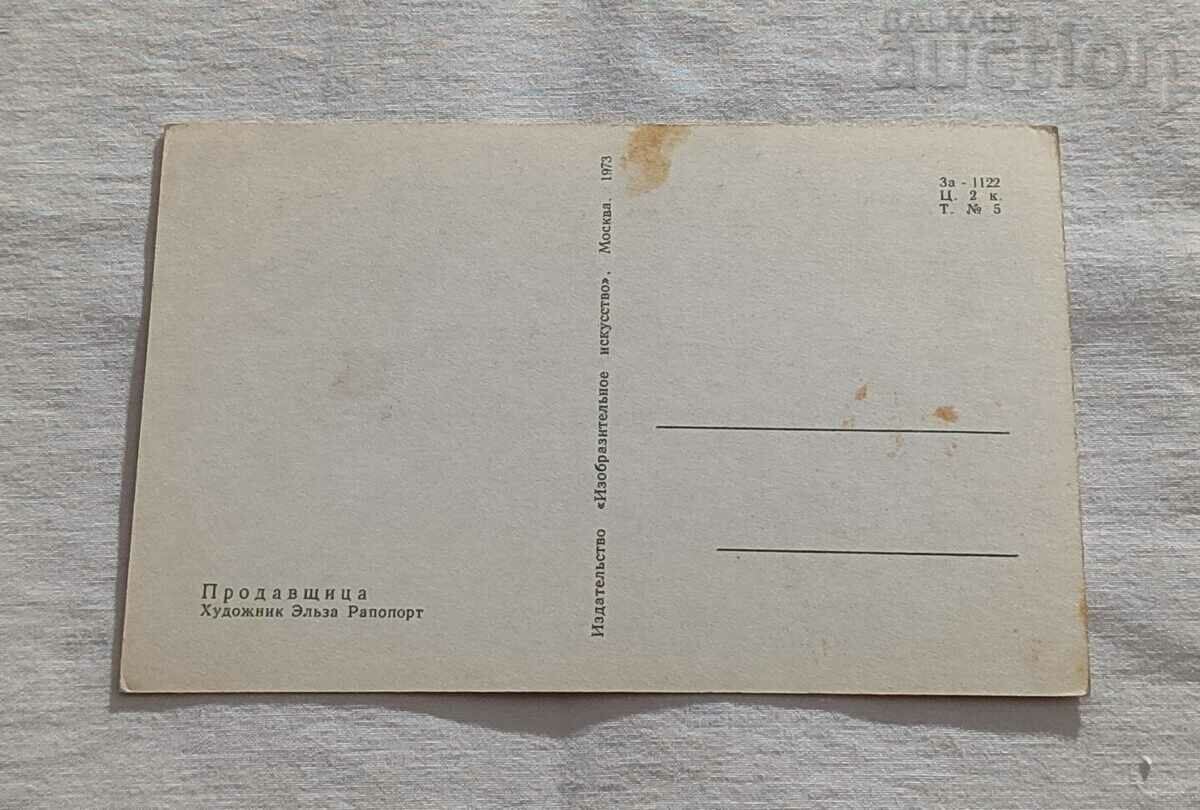 BALKAN
auction
За - 1122
Ц. 2 к.
Т. № 5
Издательство «Изобразительное искусство». Москва. 1973
Продавщица
Художник Эльза Рапопорт